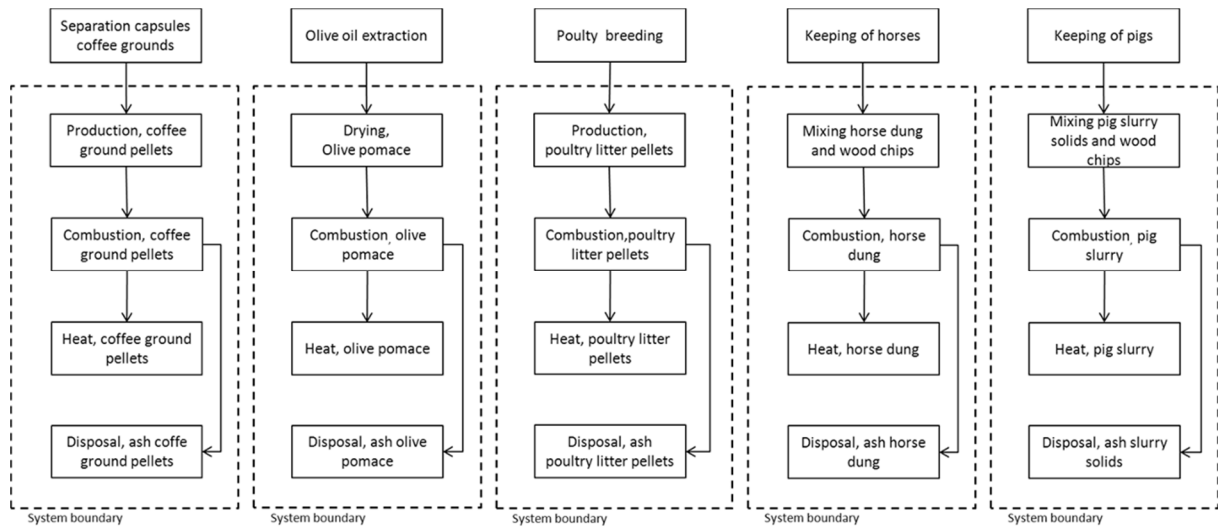 Separation capsules
coffee grounds
Olive oil extraction
Poulty breeding
Keeping of horses
Keeping of pigs
Production, coffee
ground pellets
Drying,
Olive pomace
Production,
poultry litter pellets
Mixing horse dung
and wood chips
Mixing pig slurry
solids and wood
chips
Combustion, coffee
ground pellets
Combustion, olive
pomace
Combustion,poultry
litter pellets
Combustion, horse
dung
Combustion, pig
slurry
Heat, coffee ground
pellets
Heat, olive pomace
Heat, poultry litter
pellets
Heat, horse dung
Heat, pig slurry
Disposal, ash coffe
ground pellets
Disposal, ash olive
pomace
Disposal, ash
poultry litter pellets
Disposal, ash horse
dung
Disposal, ash slurry
solids
System boundary
System boundary
System boundary
System boundary
System boundary